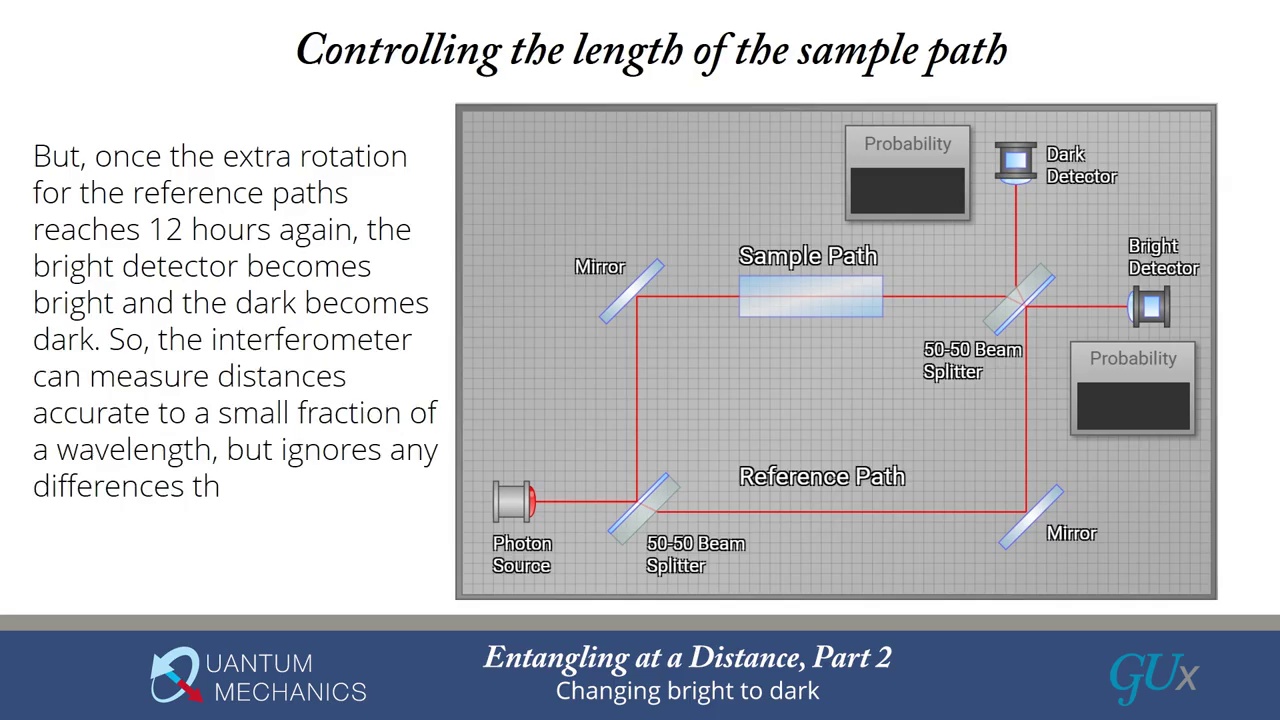 Controlling the length of the sample path
But, once the extra rotation
for the reference paths
reaches 12 hours again, the
bright detector becomes
bright and the dark becomes
dark. So, the interferometer
can measure distances
accurate to a small fraction of
a wavelength, but ignores any
differences th
Probability
Dark
Detector
Mirror
Sample Path
Bright
Detector
50-50 Beam
Splitter
Probability
Reference Path
Photon
Source
50-50 Beam
Splitter
Mirror
QUANTUM
MECHANICS
Entangling at a Distance, Part 2
Changing bright to dark
GUx